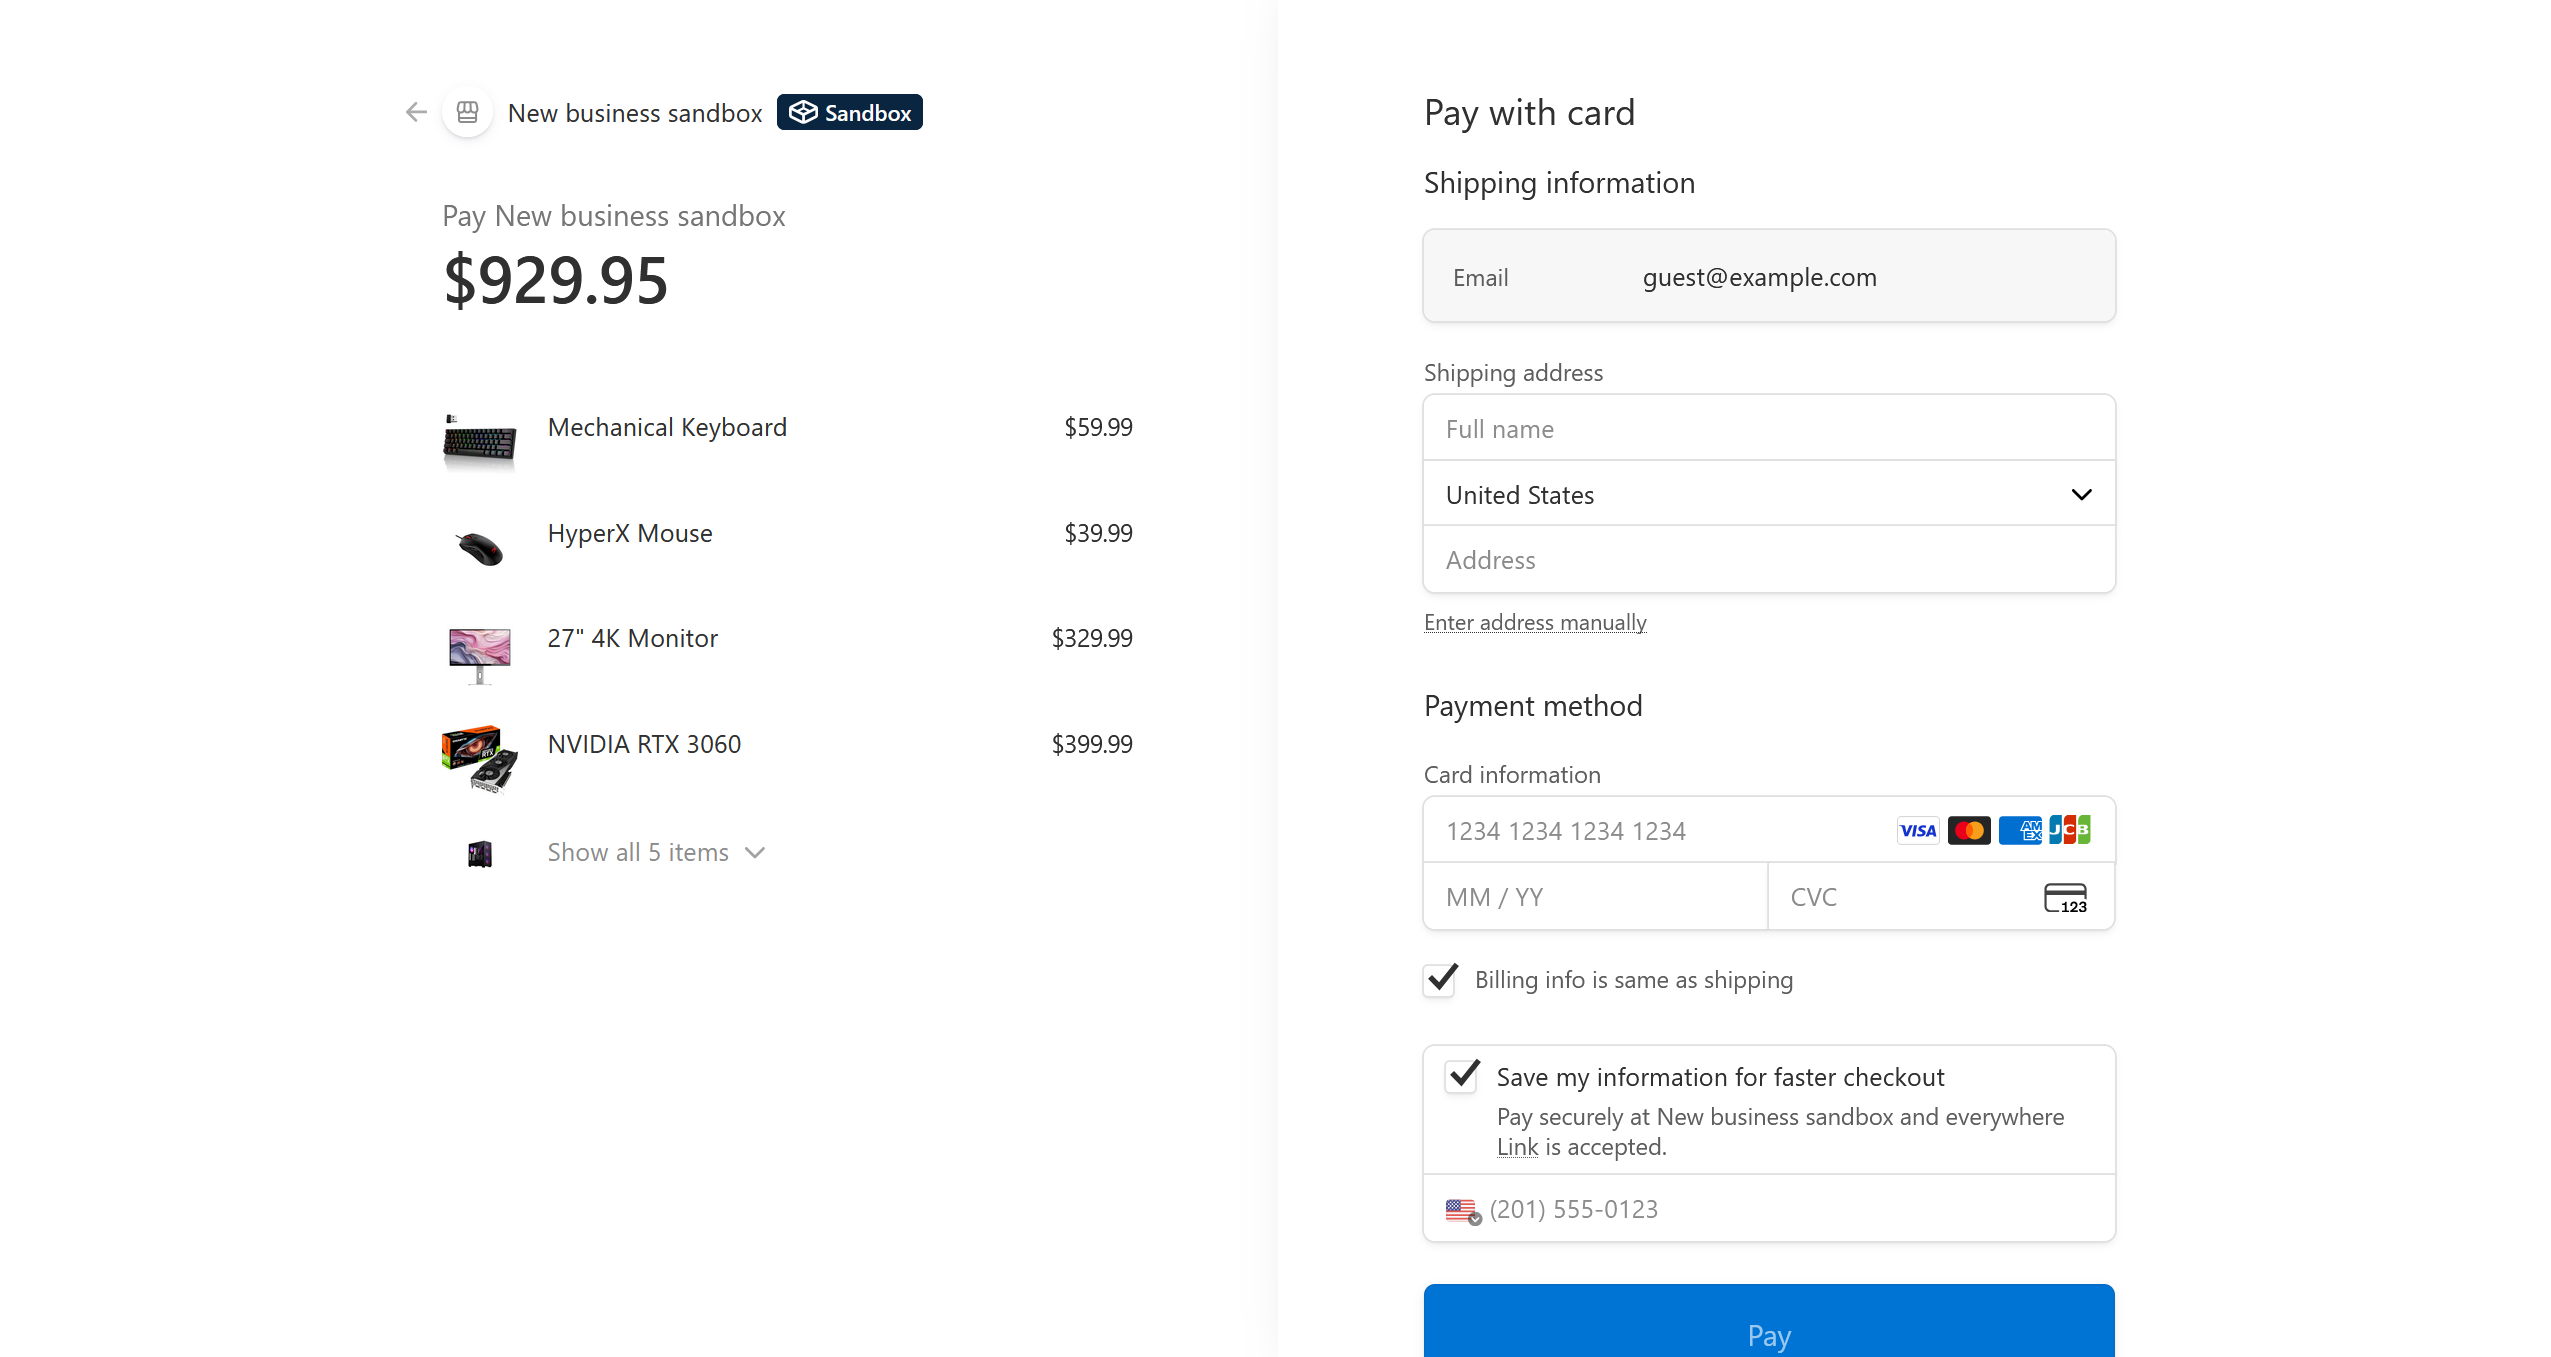 New business sandbox
Sandbox
Pay New business sandbox
$929.95
Mechanical Keyboard $59.99
HyperX Mouse $39.99
27" 4K Monitor $329.99
NVIDIA RTX 3060 $399.99
Show all 5 items
Pay with card
Shipping information
Email guest@example.com
Shipping address
Full name
United States
Address
Enter address manually
Payment method
Card information
1234 1234 1234 1234 VISA AMEX JCB
MM / YY CVC 123
Billing info is same as shipping
Save my information for faster checkout
Pay securely at New business sandbox and everywhere
Link is accepted.
(201) 555-0123
Pay